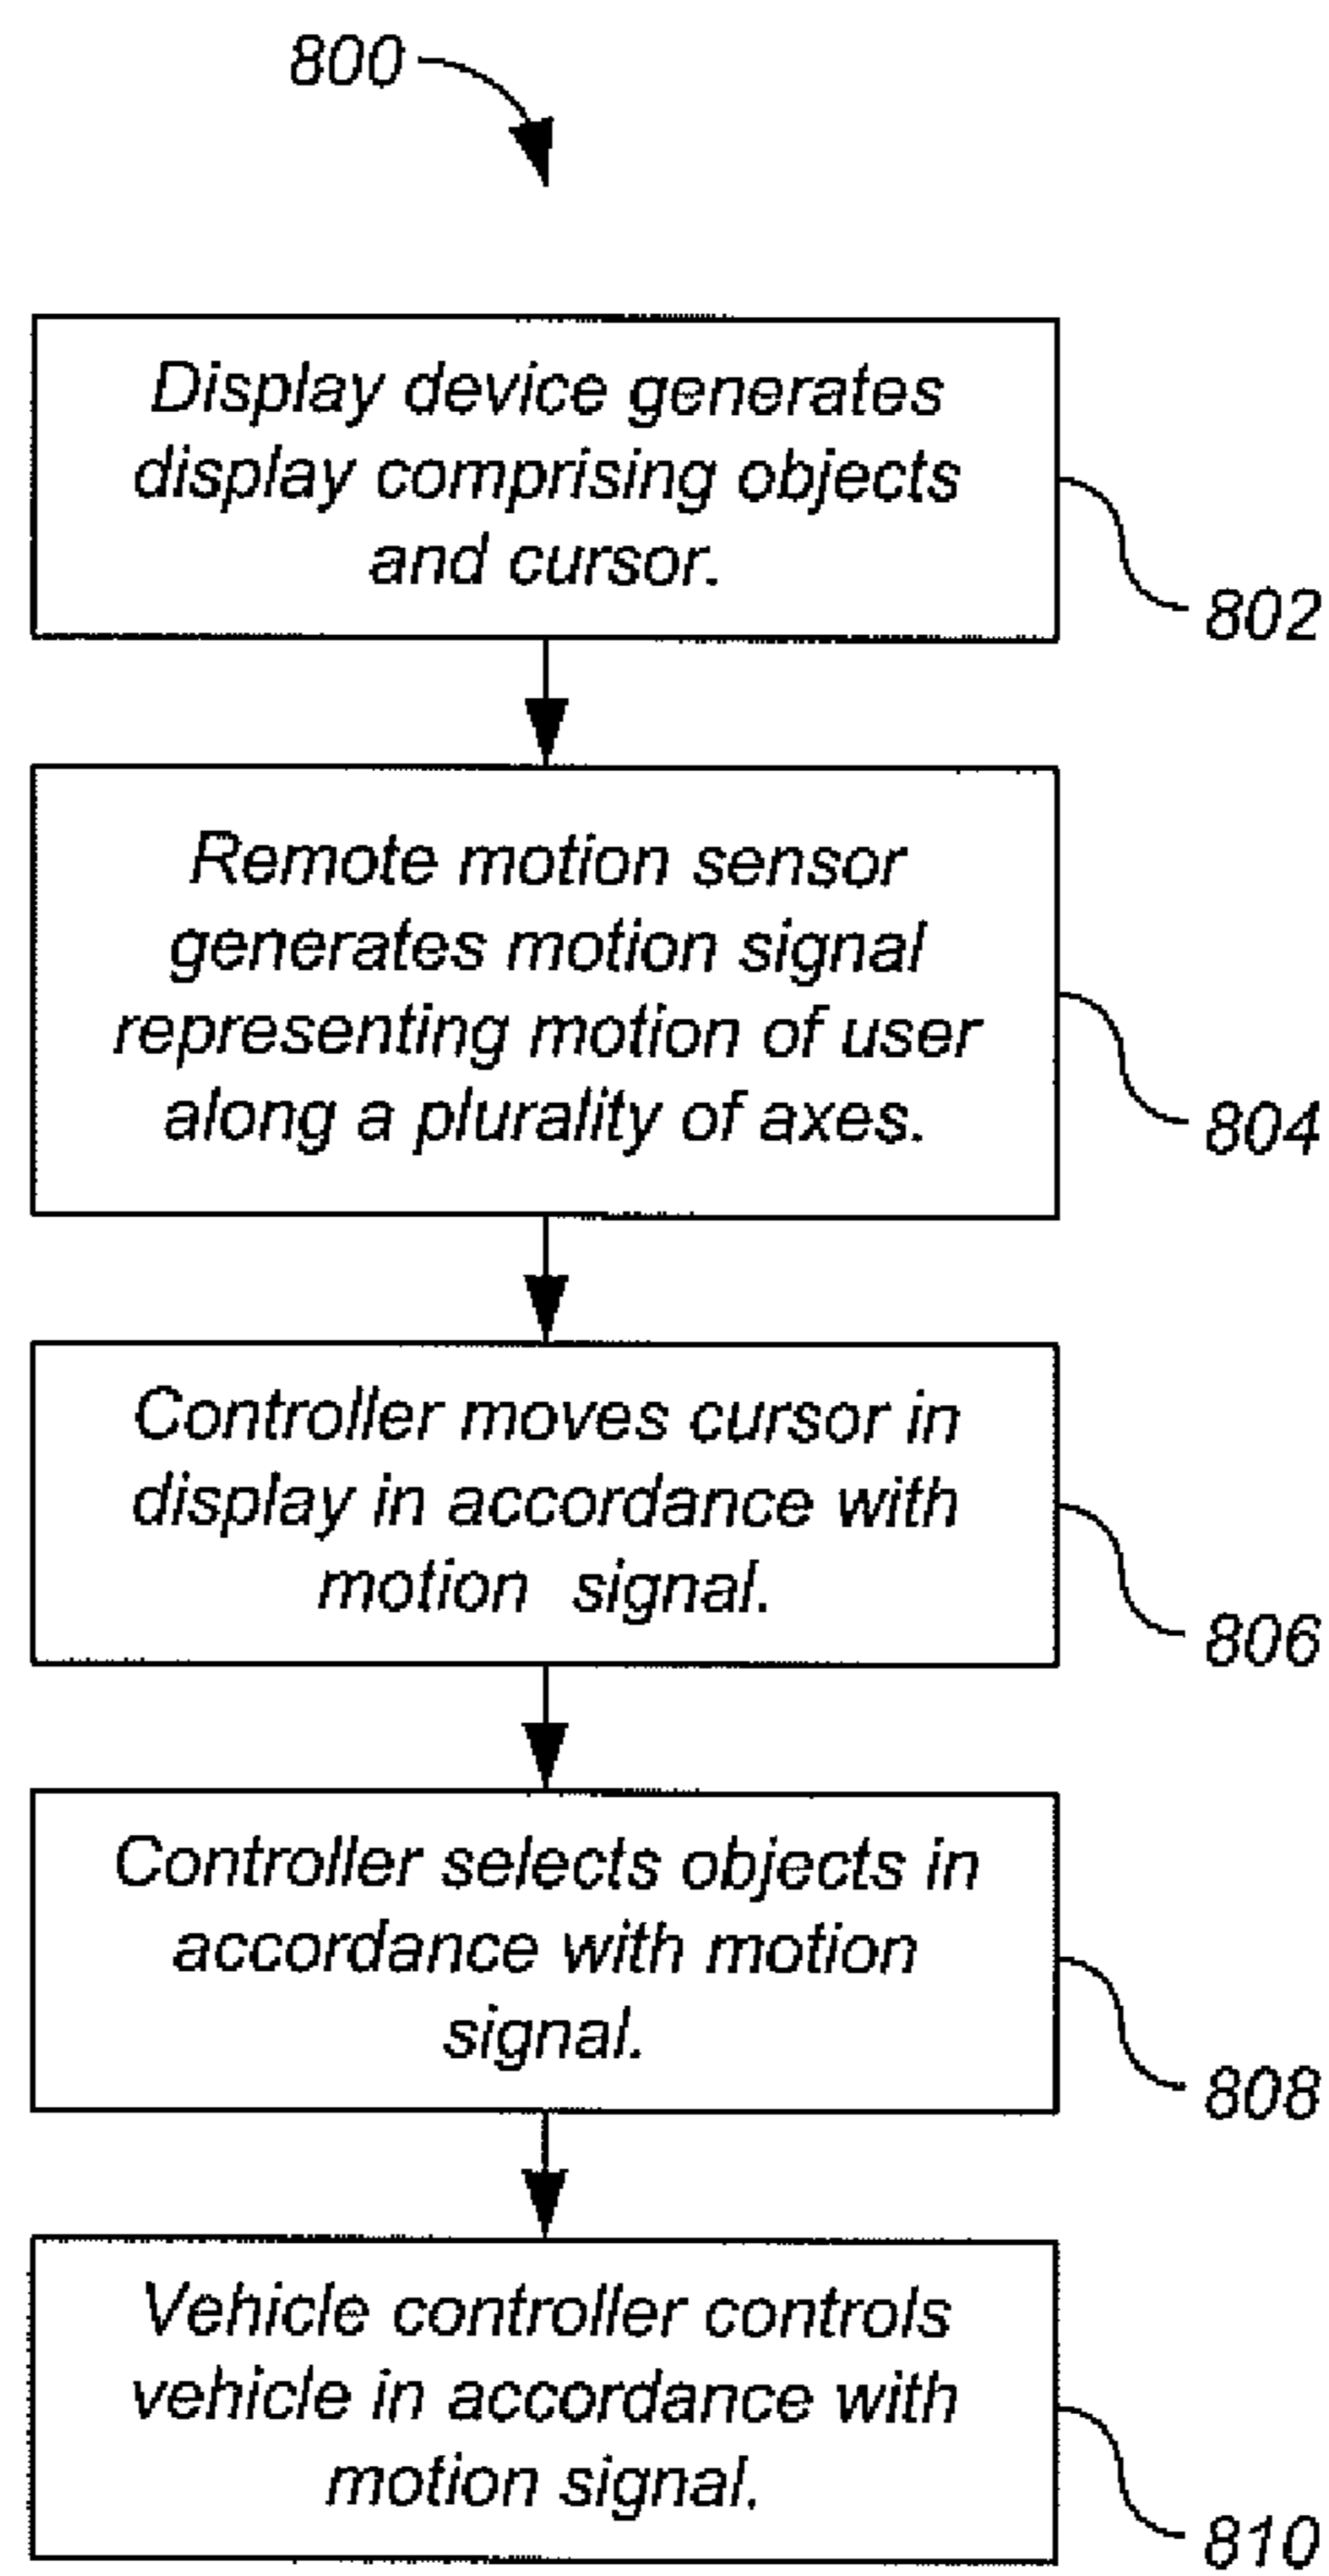 800
Display device generates
display comprising objects
and cursor.
802
Remote motion sensor
generates motion signal
representing motion of user
along a plurality of axes.
804
Controller moves cursor in
display in accordance with
motion signal.
806
Controller selects objects in
accordance with motion
signal.
808
Vehicle controller controls
vehicle in accordance with
motion signal.
810